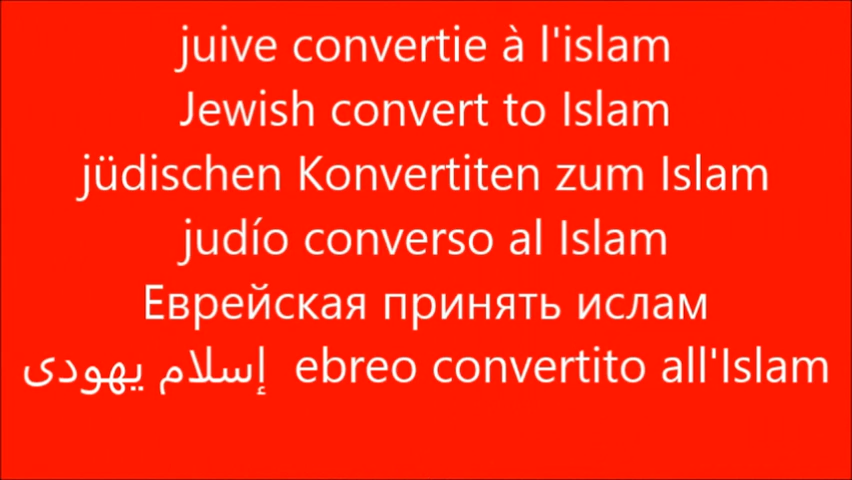 juive convertie à l'islam
Jewish convert to Islam
jüdischen Konvertiten zum Islam
judío converso al Islam
Еврейская принять ислам
إسلام يهودى  ebreo convertito all'Islam